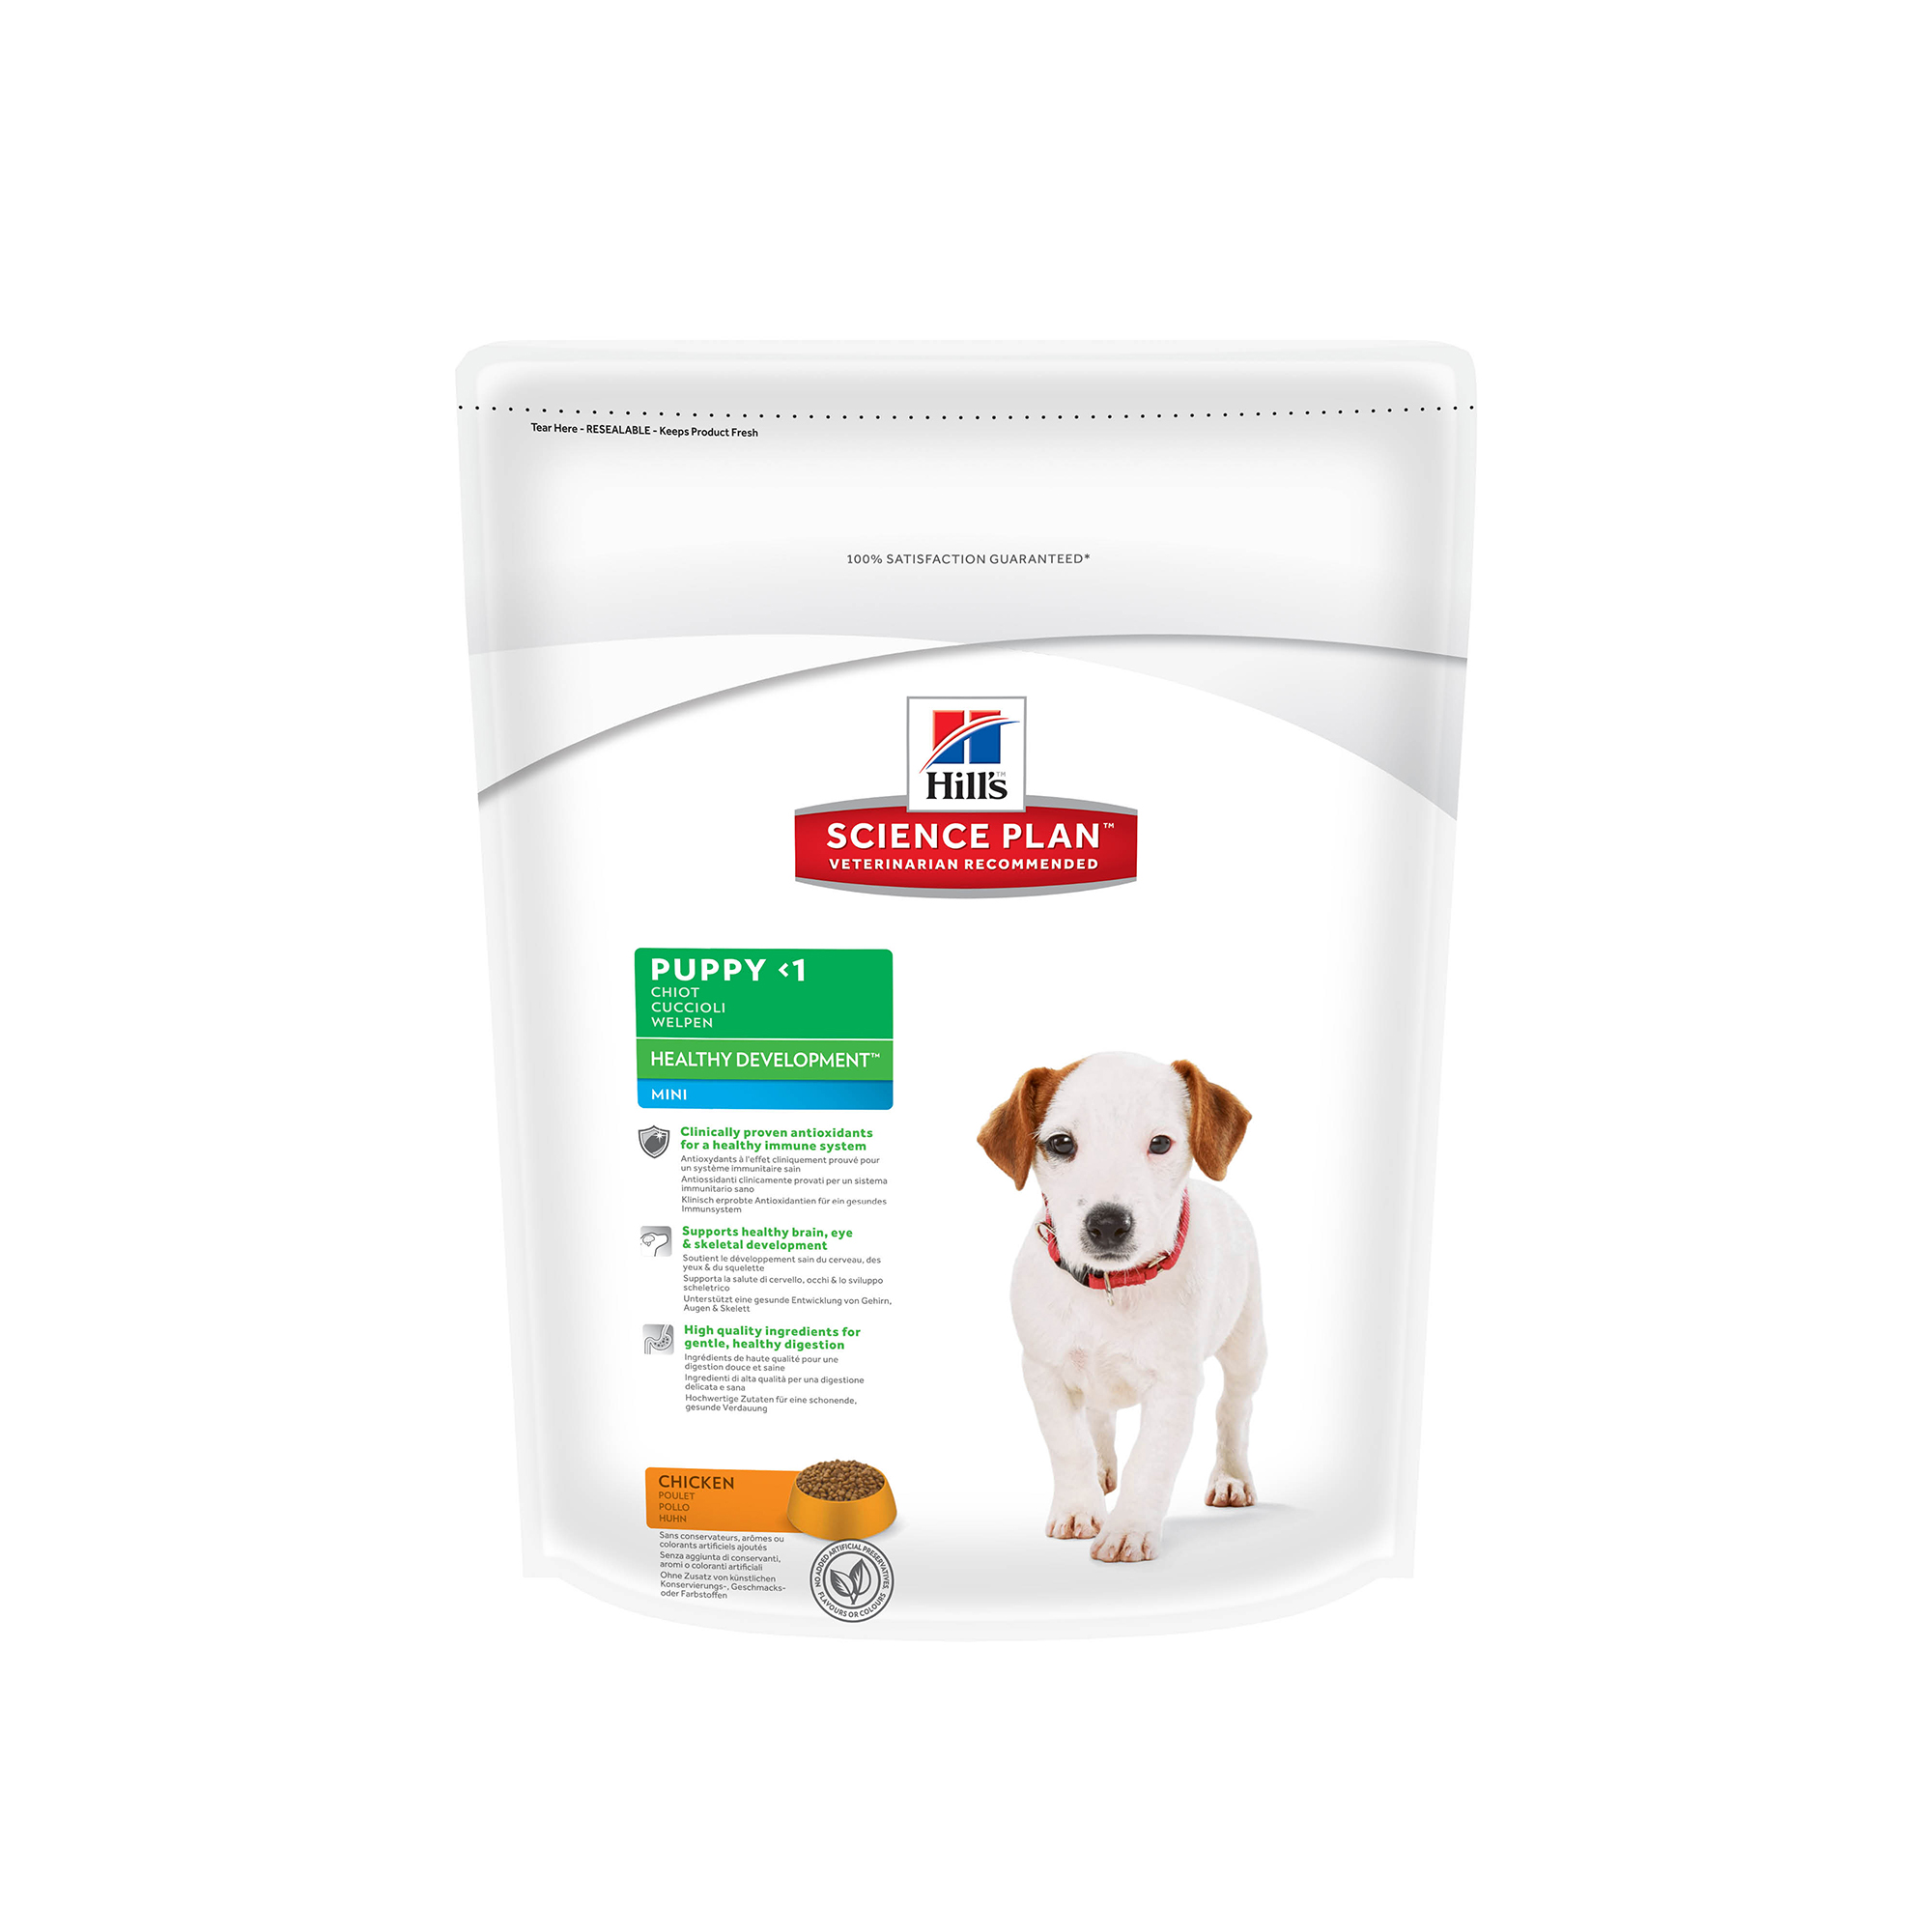 Tear Here - RESEALABLE - Keeps Product Fresh
100% SATISFACTION GUARANTEED*
Hill's™
SCIENCE PLAN™
VETERINARIAN RECOMMENDED
PUPPY <1
CHIOT
CUCCIOLI
WELPEN
HEALTHY DEVELOPMENT™
MINI
Clinically proven antioxidants
for a healthy immune system
Antioxydants à l'effet cliniquement prouvé pour
un système immunitaire sain
Antiossidanti clinicamente provati per un sistema
immunitario sano
Klinisch erprobte Antioxidantien für ein gesundes
Immunsystem
Supports healthy brain, eye
& skeletal development
Soutient le développement sain du cerveau, des
yeux & du squelette
Supporta la salute di cervello, occhi & lo sviluppo
scheletrico
Unterstützt eine gesunde Entwicklung von Gehirn,
Augen & Skelett
High quality ingredients for
gentle, healthy digestion
Ingrédients de haute qualité pour une
digestion douce et saine
Ingredienti di alta qualità per una digestione
delicata e sana
Hochwertige Zutaten für eine schonende,
gesunde Verdauung
CHICKEN
POULET
POLLO
HUHN
Sans conservateurs, arômes ou
colorants artificiels ajoutés
Senza aggiunta di conservanti,
aromi o coloranti artificiali
Ohne Zusatz von künstlichen
Konservierungs-, Geschmacks-
oder Farbstoffen
NO ADDED ARTIFICIAL PRESERVATIVES,
FLAVOURS OR COLOURS